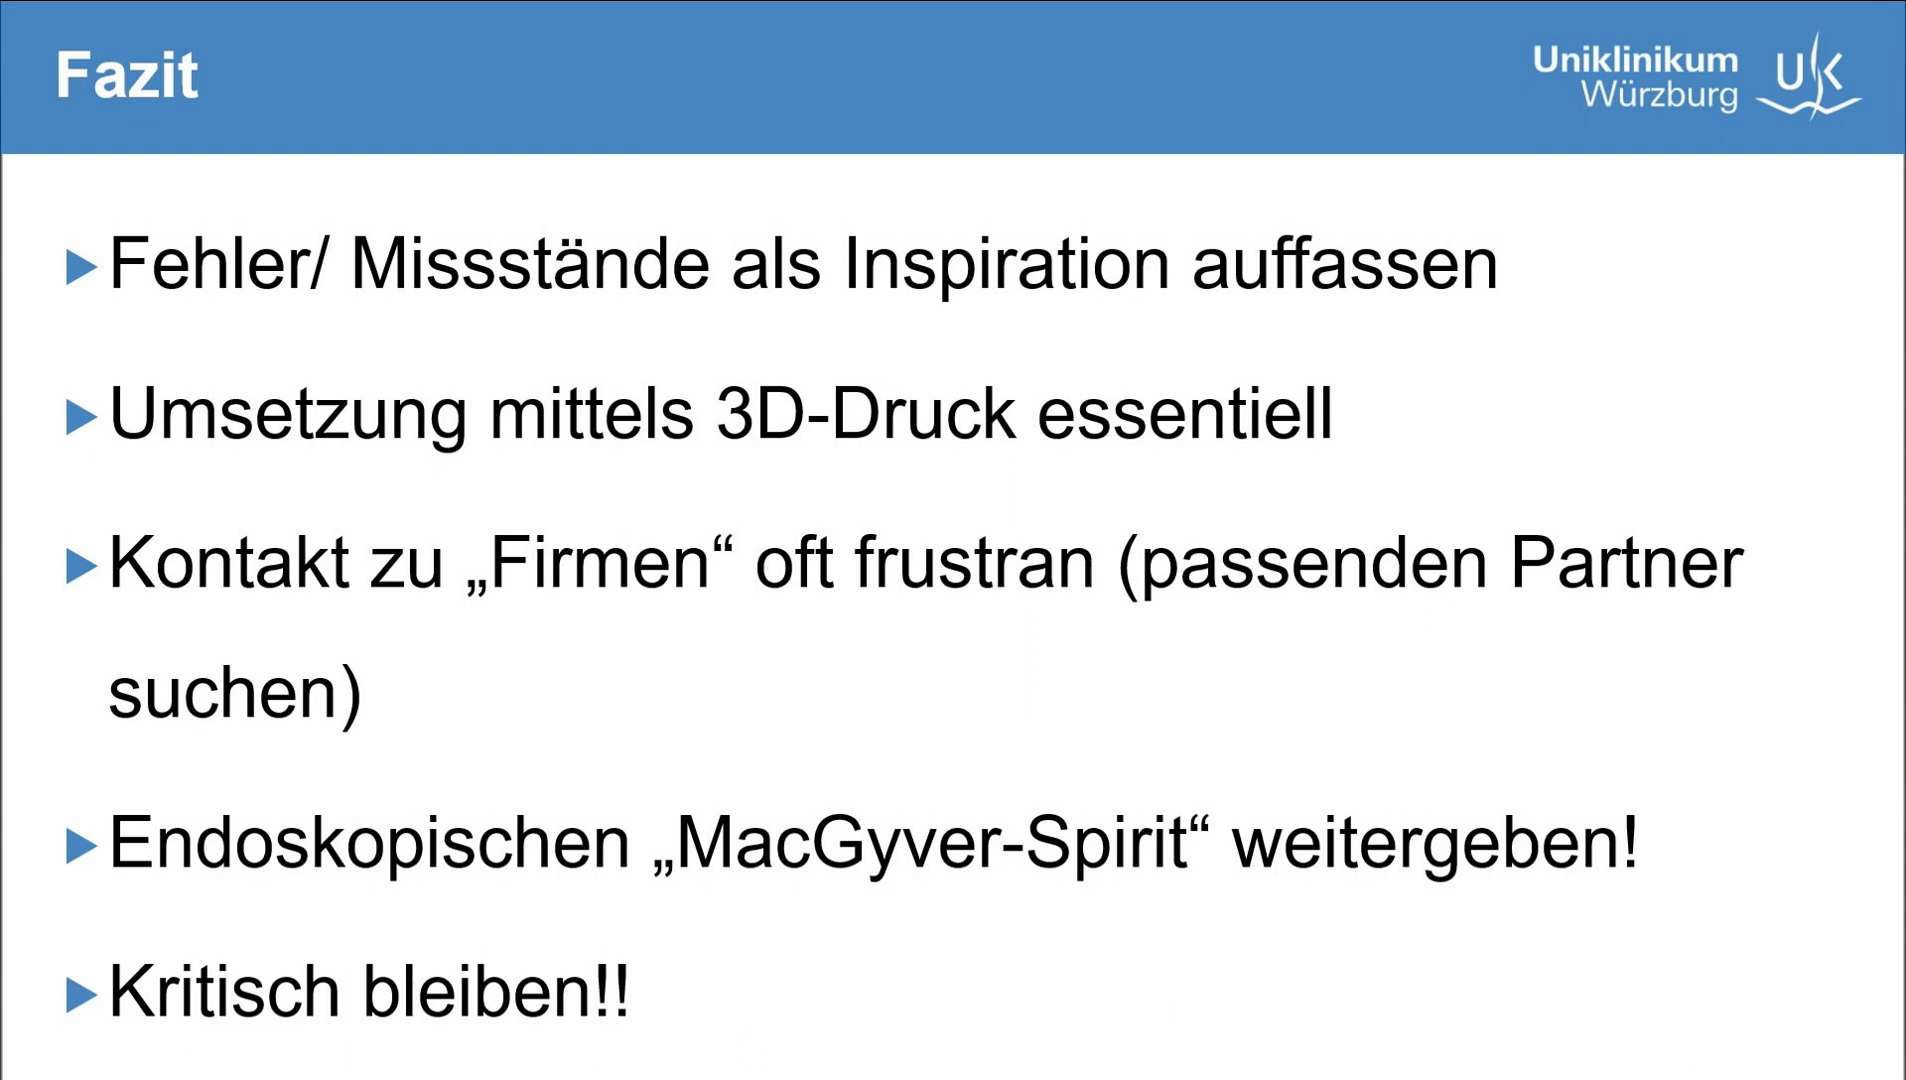 Fazit
Uniklinikum
Würzburg
UK
Fehler/ Missstände als Inspiration auffassen
Umsetzung mittels 3D-Druck essentiell
Kontakt zu „Firmen“ oft frustran (passenden Partner
suchen)
Endoskopischen „MacGyver-Spirit“ weitergeben!
Kritisch bleiben!!